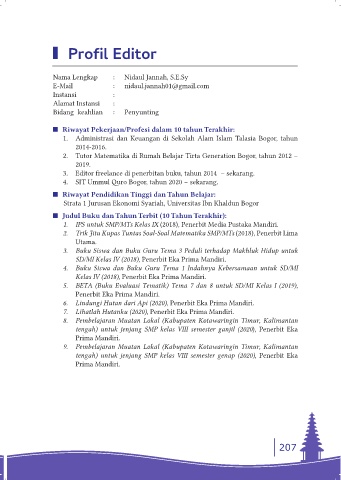 Profil Editor
Nama Lengkap : Nidaul Jannah, S.E.Sy
E-Mail : nidaul.jannah01@gmail.com
Instansi :
Alamat Instansi :
Bidang keahlian : Penyunting
Riwayat Pekerjaan/Profesi dalam 10 tahun Terakhir:
1. Administrasi dan Keuangan di Sekolah Alam Islam Talasia Bogor, tahun
2014-2016.
2. Tutor Matematika di Rumah Belajar Tirta Generation Bogor, tahun 2012 –
2019.
3. Editor freelance di penerbitan buku, tahun 2014 – sekarang.
4. SIT Ummul Quro Bogor, tahun 2020 – sekarang.
Riwayat Pendidikan Tinggi dan Tahun Belajar:
Strata 1 Jurusan Ekonomi Syariah, Universitas Ibn Khaldun Bogor
Judul Buku dan Tahun Terbit (10 Tahun Terakhir):
1. IPS untuk SMP/MTs Kelas IX (2018), Penerbit Media Pustaka Mandiri.
2. Trik Jitu Kupas Tuntas Soal-Soal Matematika SMP/MTs (2018), Penerbit Lima
Utama.
3. Buku Siswa dan Buku Guru Tema 3 Peduli terhadap Makhluk Hidup untuk
SD/MI Kelas IV (2018), Penerbit Eka Prima Mandiri.
4. Buku Siswa dan Buku Guru Tema 1 Indahnya Kebersamaan untuk SD/MI
Kelas IV (2018), Penerbit Eka Prima Mandiri.
5. BETA (Buku Evaluasi Tematik) Tema 7 dan 8 untuk SD/MI Kelas I (2019),
Penerbit Eka Prima Mandiri.
6. Lindungi Hutan dari Api (2020), Penerbit Eka Prima Mandiri.
7. Lihatlah Hutanku (2020), Penerbit Eka Prima Mandiri.
8. Pembelajaran Muatan Lokal (Kabupaten Kotawaringin Timur, Kalimantan
tengah) untuk jenjang SMP kelas VIII semester ganjil (2020), Penerbit Eka
Prima Mandiri.
9. Pembelajaran Muatan Lokal (Kabupaten Kotawaringin Timur, Kalimantan
tengah) untuk jenjang SMP kelas VIII semester genap (2020), Penerbit Eka
Prima Mandiri.
207